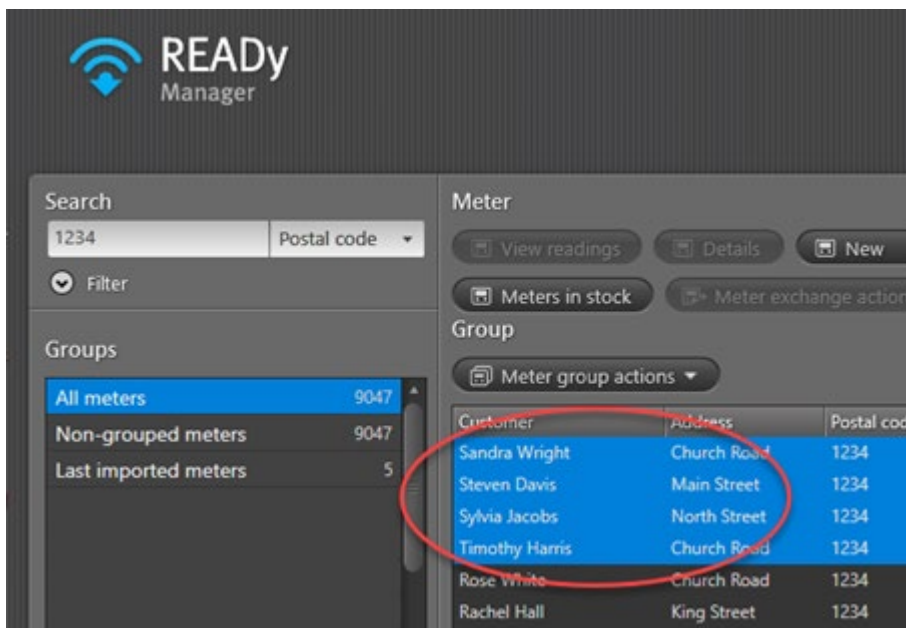 READy
Manager
Search
1234 Postal code
Filter
Groups
All meters 9047
Non-grouped meters 9047
Last imported meters 5
Meter
View readings Details New
Meters in stock Meter exchange action
Group
Meter group actions
Customer Address Postal cod
Sandra Wright Church Road 1234
Steven Davis Main Street 1234
Sylvia Jacobs North Street 1234
Timothy Harris Church Road 1234
Rose White Church Road 1234
Rachel Hall King Street 1234